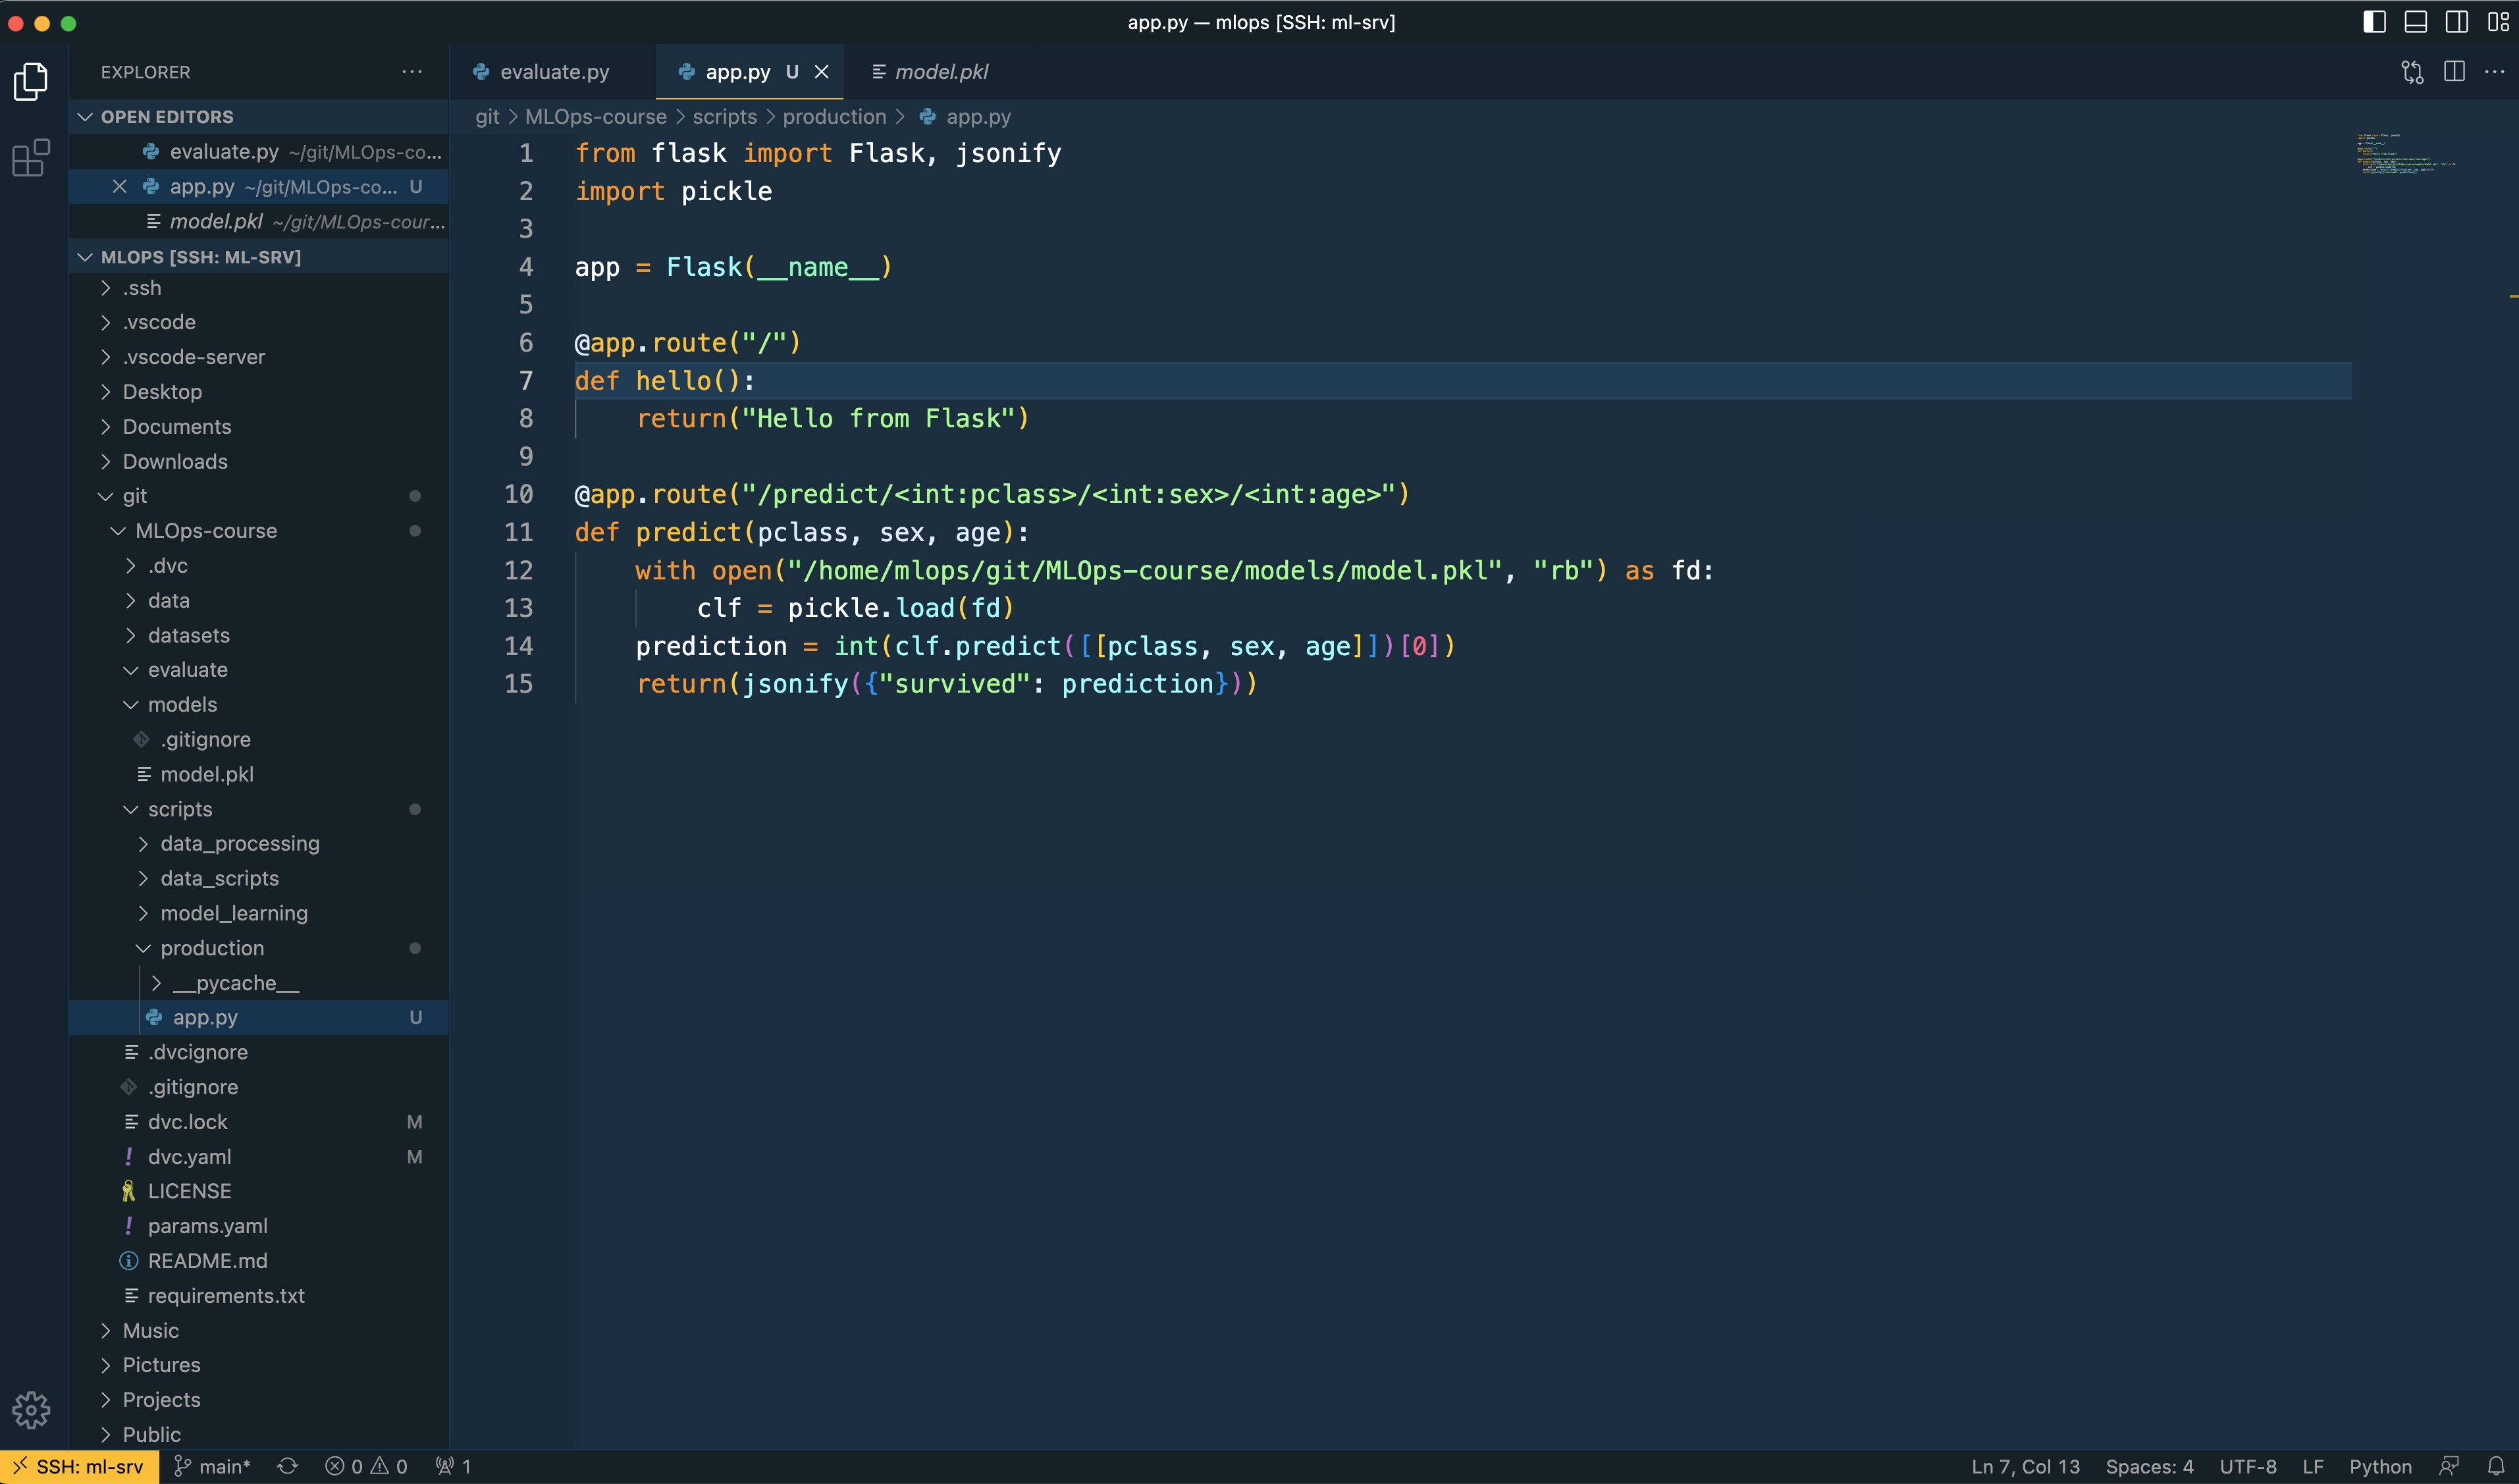 app.py — mlops [SSH: ml-srv]
EXPLORER
OPEN EDITORS
evaluate.py ~/git/MLOps-co...
app.py ~/git/MLOps-co... U
model.pkl ~/git/MLOps-cour...
MLOPS [SSH: ML-SRV]
.ssh
.vscode
.vscode-server
Desktop
Documents
Downloads
git
MLOps-course
.dvc
data
datasets
evaluate
models
.gitignore
model.pkl
scripts
data_processing
data_scripts
model_learning
production
__pycache__
app.py U
.dvcignore
.gitignore
dvc.lock M
dvc.yaml M
LICENSE
params.yaml
README.md
requirements.txt
Music
Pictures
Projects
Public
evaluate.py app.py U model.pkl
git > MLOps-course > scripts > production > app.py
1 from flask import Flask, jsonify
2 import pickle
3
4 app = Flask(__name__)
5
6 @app.route("/")
7 def hello():
8     return("Hello from Flask")
9
10 @app.route("/predict/<int:pclass>/<int:sex>/<int:age>")
11 def predict(pclass, sex, age):
12     with open("/home/mlops/git/MLOps-course/models/model.pkl", "rb") as fd:
13         clf = pickle.load(fd)
14     prediction = int(clf.predict([[pclass, sex, age]])[0])
15     return(jsonify({"survived": prediction}))
SSH: ml-srv main* 0 0 1 Ln 7, Col 13 Spaces: 4 UTF-8 LF Python